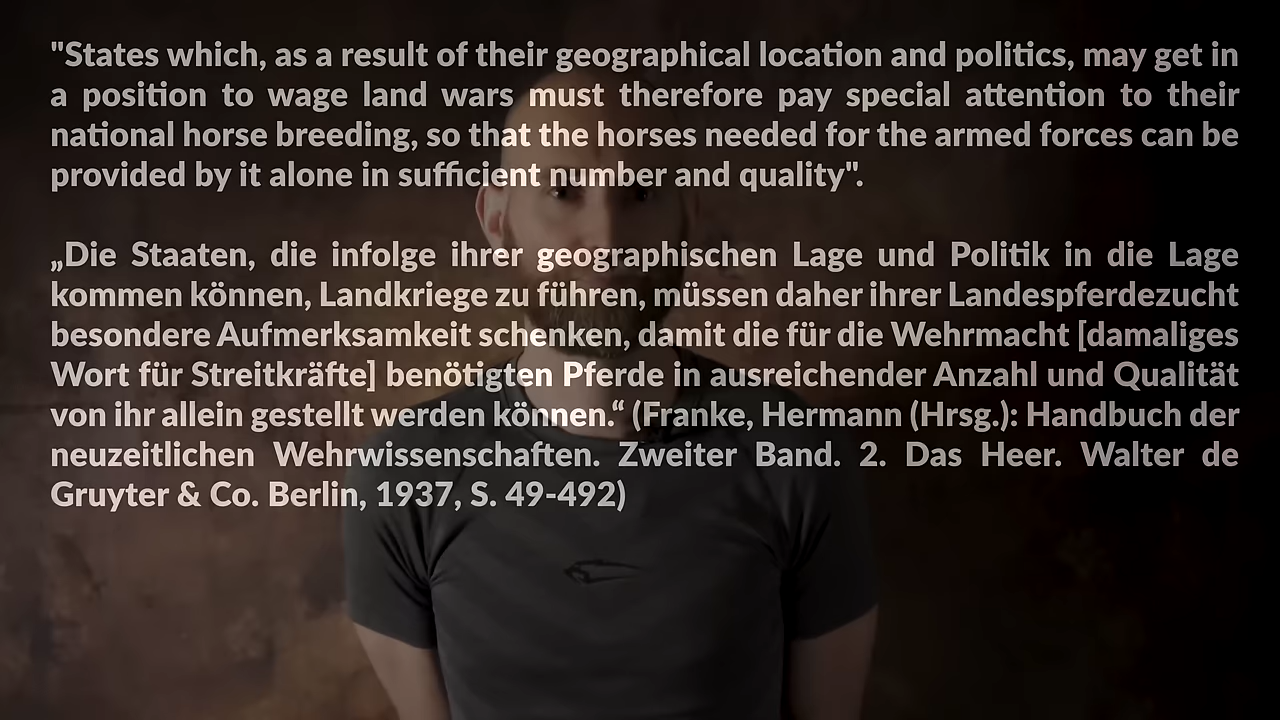 "States which, as a result of their geographical location and politics, may get in
a position to wage land wars must therefore pay special attention to their
national horse breeding, so that the horses needed for the armed forces can be
provided by it alone in sufficient number and quality".
„Die Staaten, die infolge ihrer geographischen Lage und Politik in die Lage
kommen können, Landkriege zu führen, müssen daher ihrer Landespferdezucht
besondere Aufmerksamkeit schenken, damit die für die Wehrmacht [damaliges
Wort für Streitkräfte] benötigten Pferde in ausreichender Anzahl und Qualität
von ihr allein gestellt werden können.“ (Franke, Hermann (Hrsg.): Handbuch der
neuzeitlichen Wehrwissenschaften. Zweiter Band. 2. Das Heer. Walter de
Gruyter & Co. Berlin, 1937, S. 49-492)